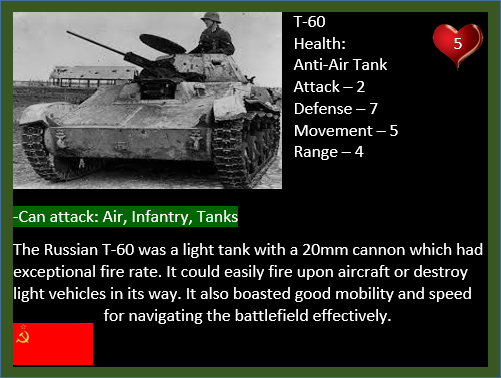 T-60
Health:
5
Anti-Air Tank
Attack – 2
Defense – 7
Movement – 5
Range – 4
-Can attack: Air, Infantry, Tanks
The Russian T-60 was a light tank with a 20mm cannon which had
exceptional fire rate. It could easily fire upon aircraft or destroy
light vehicles in its way. It also boasted good mobility and speed
for navigating the battlefield effectively.